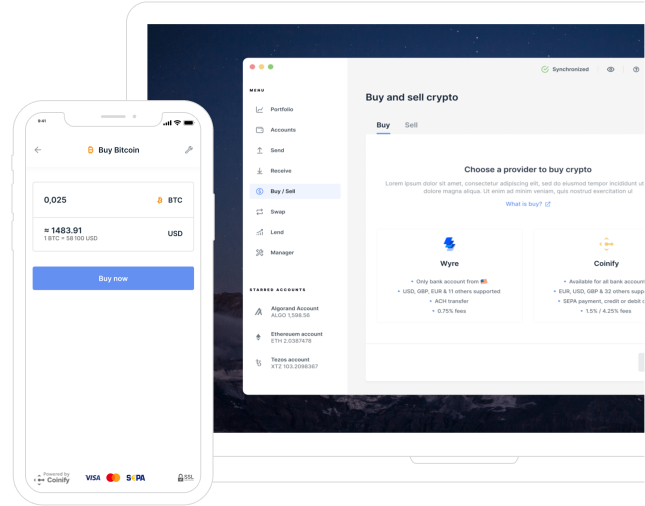 9:41
Buy Bitcoin
0,025
BTC
≈ 1483.91
1 BTC = 58 100 USD
USD
Buy now
Powered by
Coinify
VISA
SEPA
SSL
Synchronized
MENU
Portfolio
Accounts
Send
Receive
Buy / Sell
Swap
Lend
Manager
STARRED ACCOUNTS
Algorand Account
ALGO 1,598.56
Ethereuem account
ETH 2.0387478
Tezos account
XTZ 103.2098367
Buy and sell crypto
Buy
Sell
Choose a provider to buy crypto
Lorem ipsum dolor sit amet, consectetur adipiscing elit, sed do eiusmod tempor incididunt ut
dolore magna aliqua. Ut enim ad minim veniam, quis nostrud exercitation ul
What is buy?
Wyre
• Only bank account from 🇺🇸
• USD, GBP, EUR & 11 others supported
• ACH transfer
• 0.75% fees
Coinify
• Available for all bank accoun
• EUR, USD, GBP & 32 others supp
• SEPA payment, credit or debit c
• 1.5% / 4.25% fees